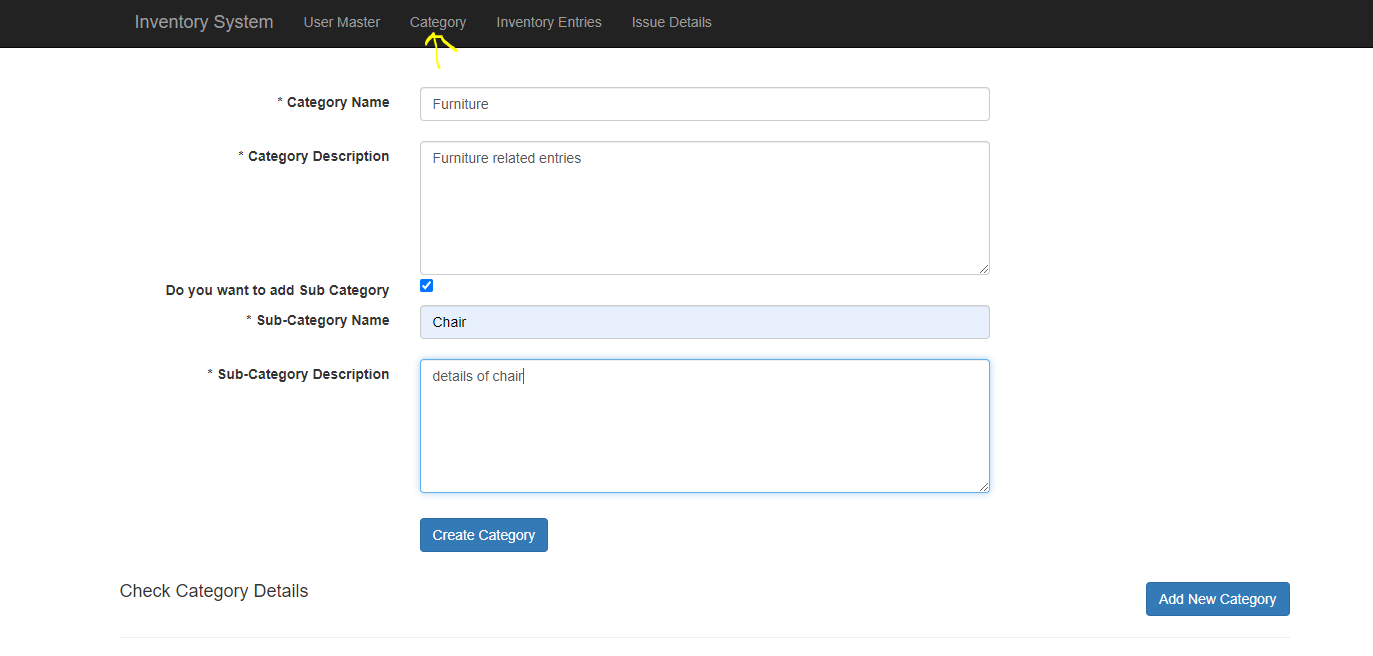 Inventory System User Master Category Inventory Entries Issue Details
* Category Name Furniture
* Category Description Furniture related entries
Do you want to add Sub Category
* Sub-Category Name Chair
* Sub-Category Description details of chair
Create Category
Check Category Details Add New Category